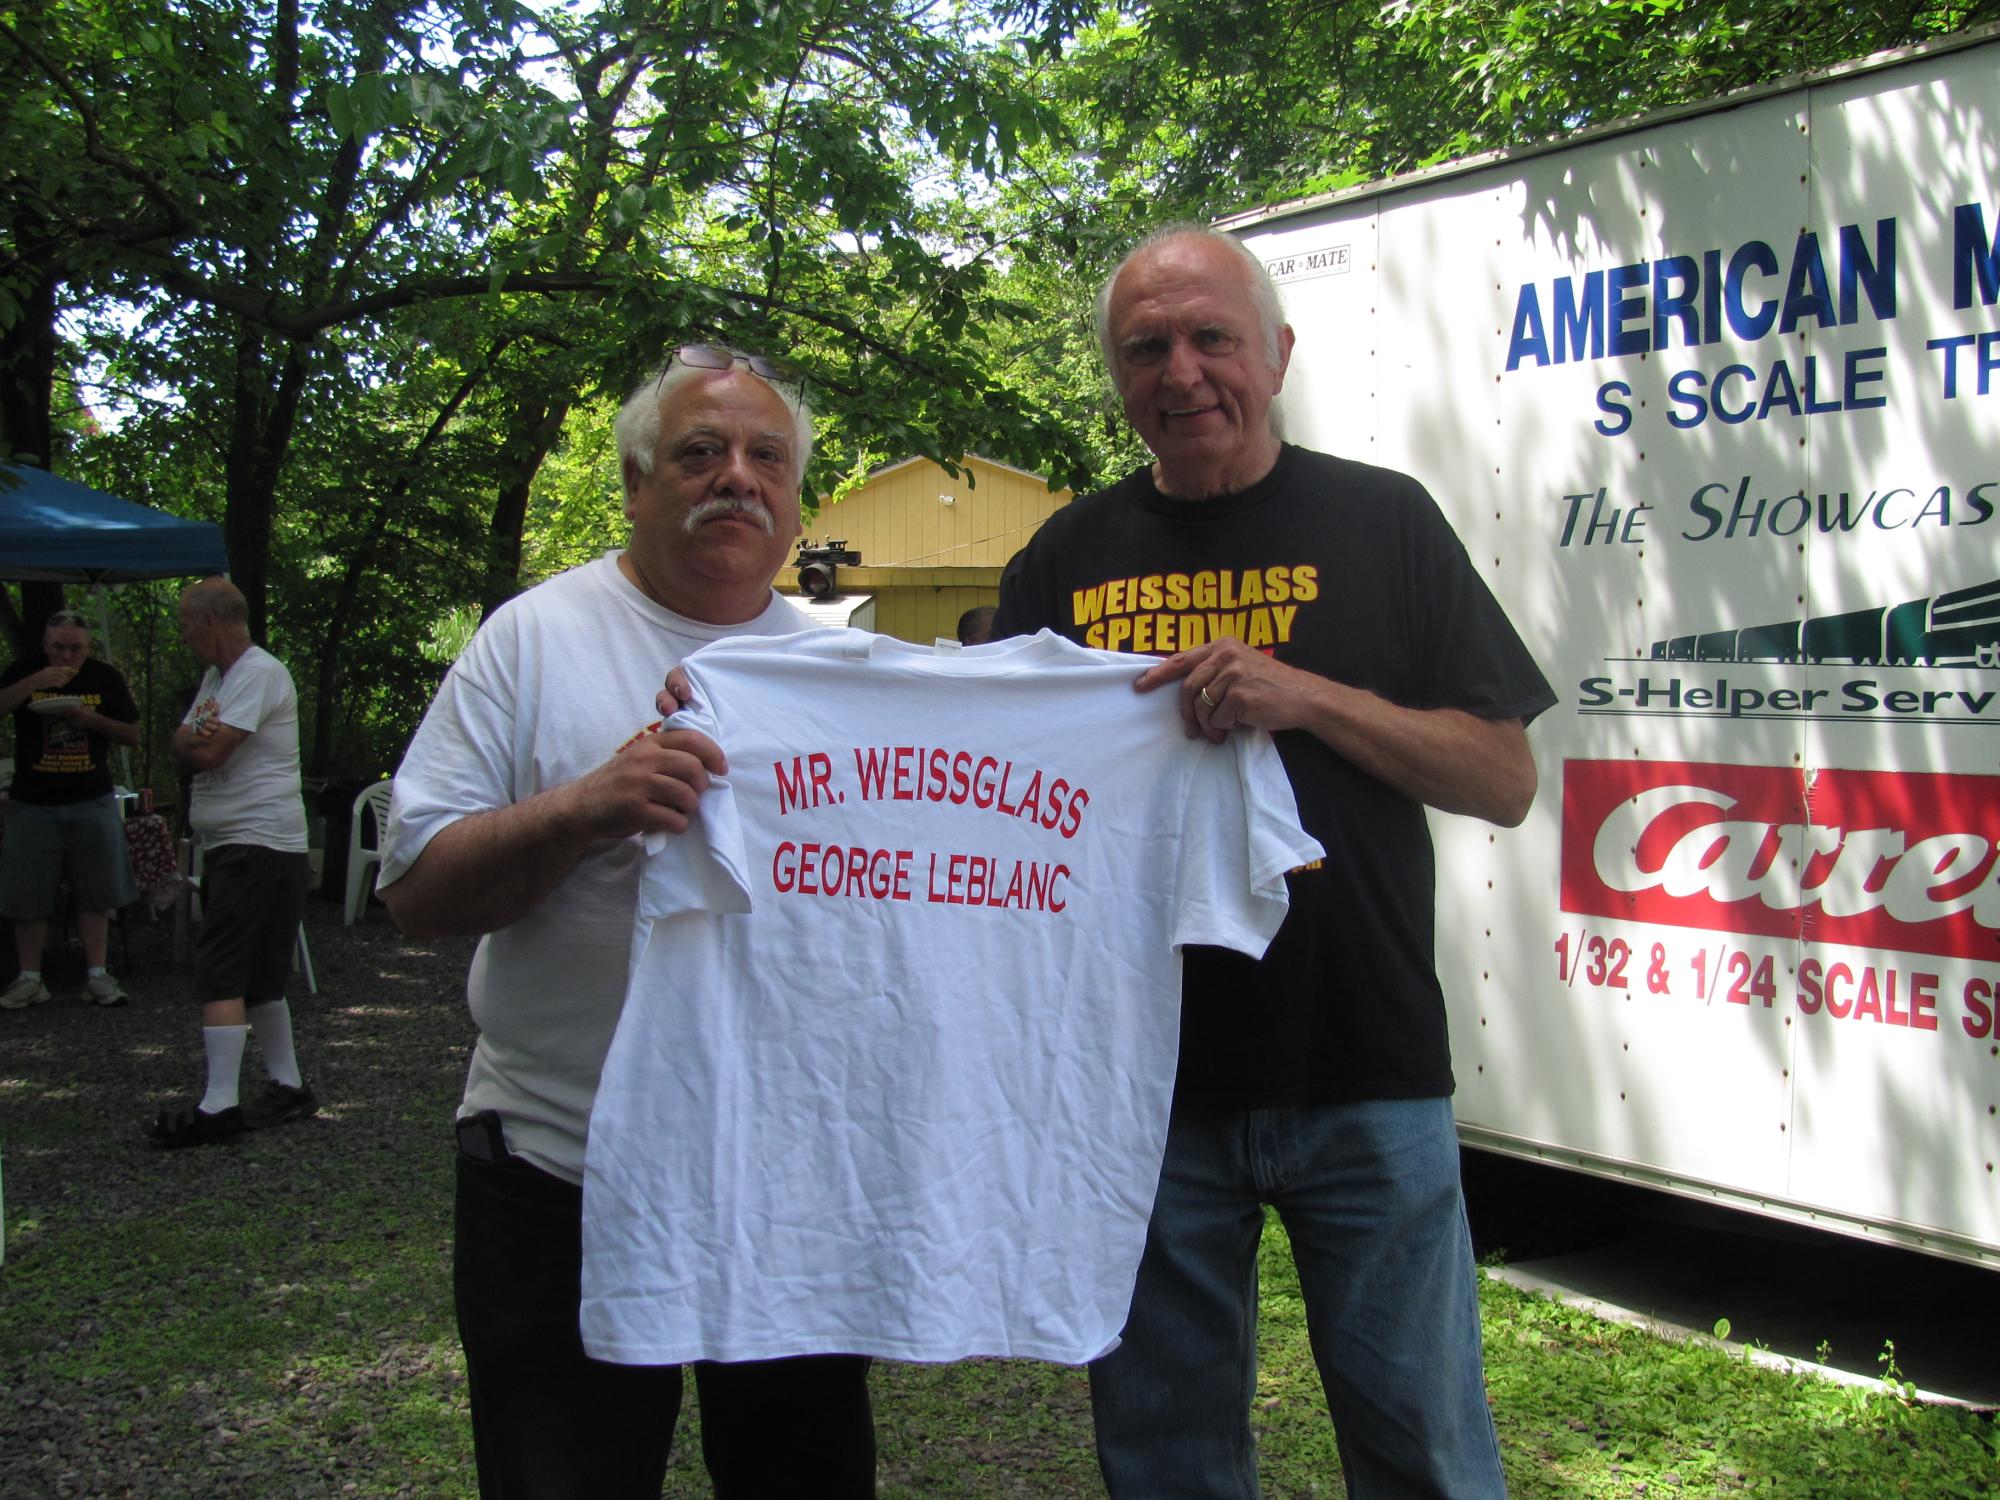 CAR MATE
AMERICAN M
S SCALE TR
THE SHOWCAS
S-Helper Serv
Carre
1/32 & 1/24 SCALE S
WEISSGLASS
SPEEDWAY
MR. WEISSGLASS
GEORGE LEBLANC